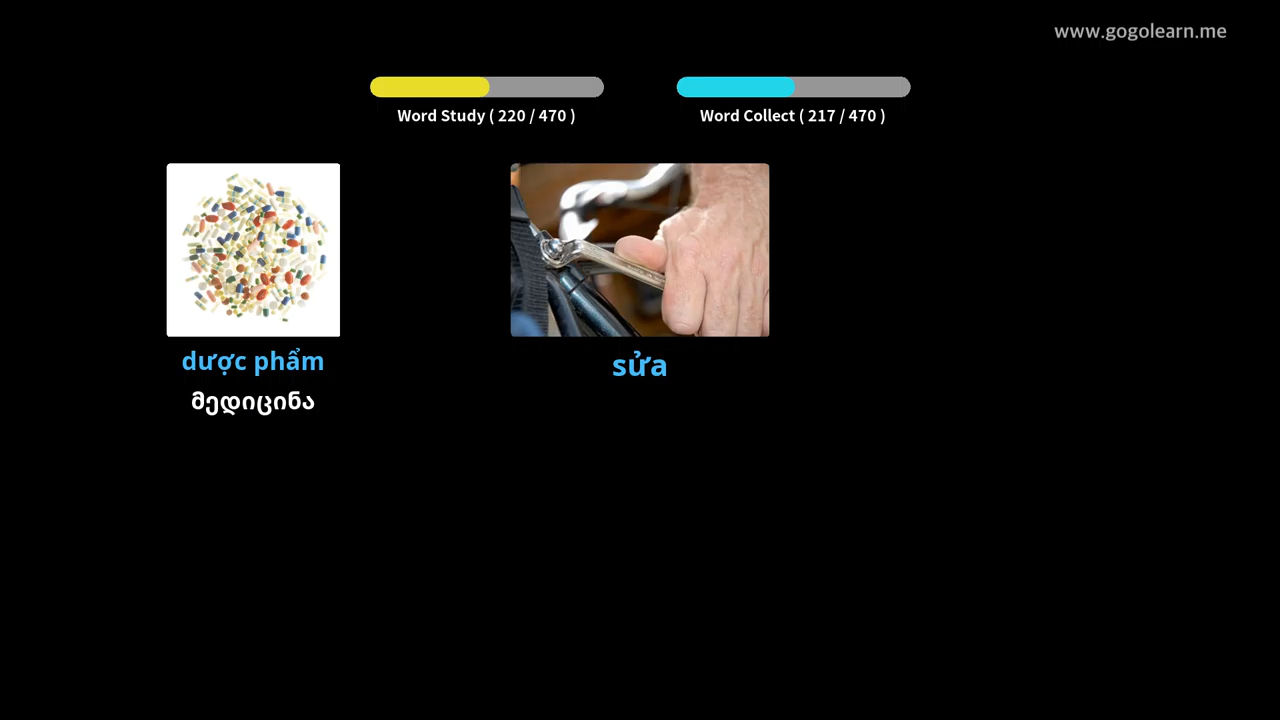 www.gogolearn.me
Word Study ( 220 / 470 )
Word Collect ( 217 / 470 )
dược phẩm
მედიცინა
sửa